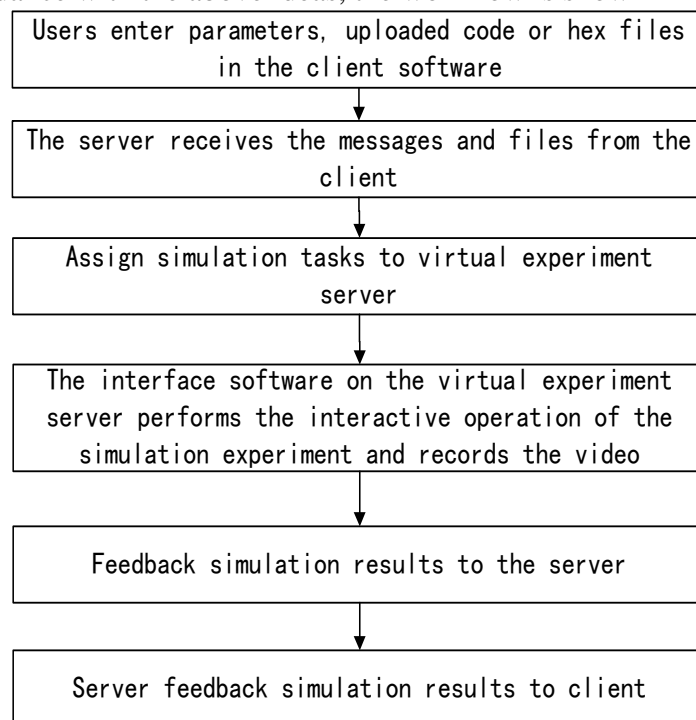 Users enter parameters, uploaded code or hex files
in the client software
The server receives the messages and files from the
client
Assign simulation tasks to virtual experiment
server
The interface software on the virtual experiment
server performs the interactive operation of the
simulation experiment and records the video
Feedback simulation results to the server
Server feedback simulation results to client